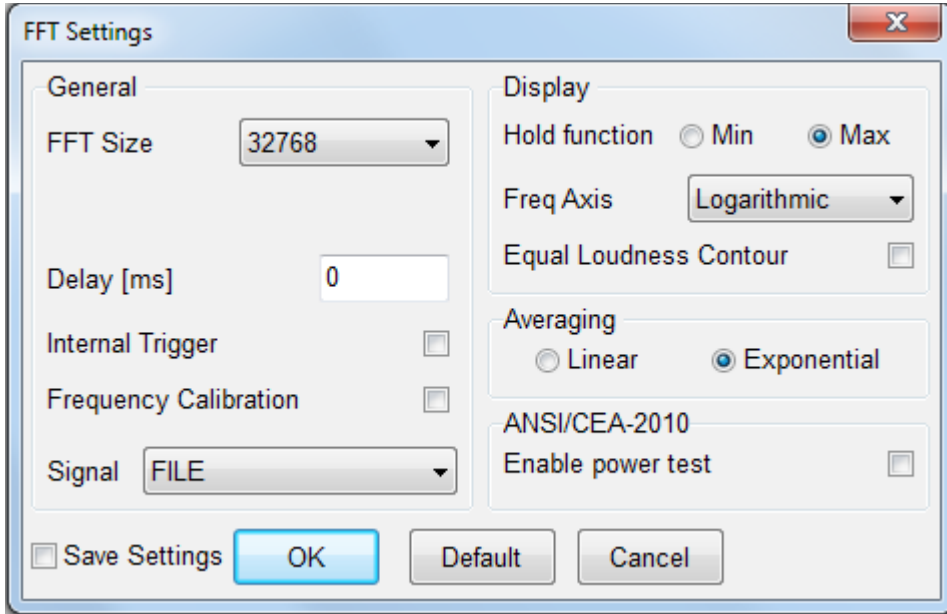 FFT Settings
General
FFT Size 32768
Delay [ms] 0
Internal Trigger
Frequency Calibration
Signal FILE
Display
Hold function Min Max
Freq Axis Logarithmic
Equal Loudness Contour
Averaging
Linear Exponential
ANSI/CEA-2010
Enable power test
Save Settings OK Default Cancel